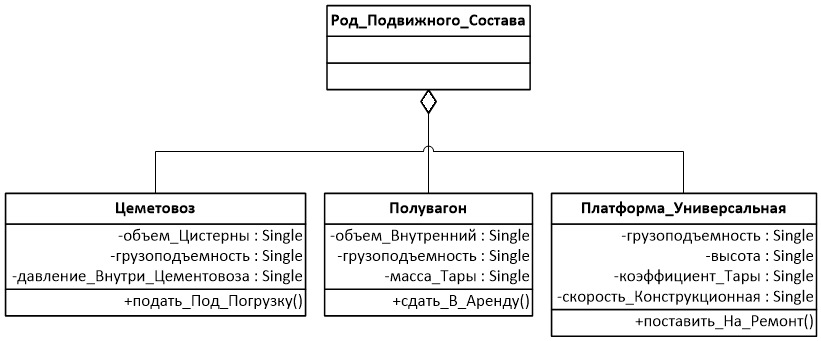 Род_Подвижного_Состава
Цеметовоз
-объем_Цистерны : Single
-грузоподъемность : Single
-давление_Внутри_Цементовоза : Single
+подать_Под_Погрузку()
Полувагон
-объем_Внутренний : Single
-грузоподъемность : Single
-масса_Тары : Single
+сдать_В_Аренду()
Платформа_Универсальная
-грузоподъемность : Single
-высота : Single
-коэффициент_Тары : Single
-скорость_Конструкционная : Single
+поставить_На_Ремонт()